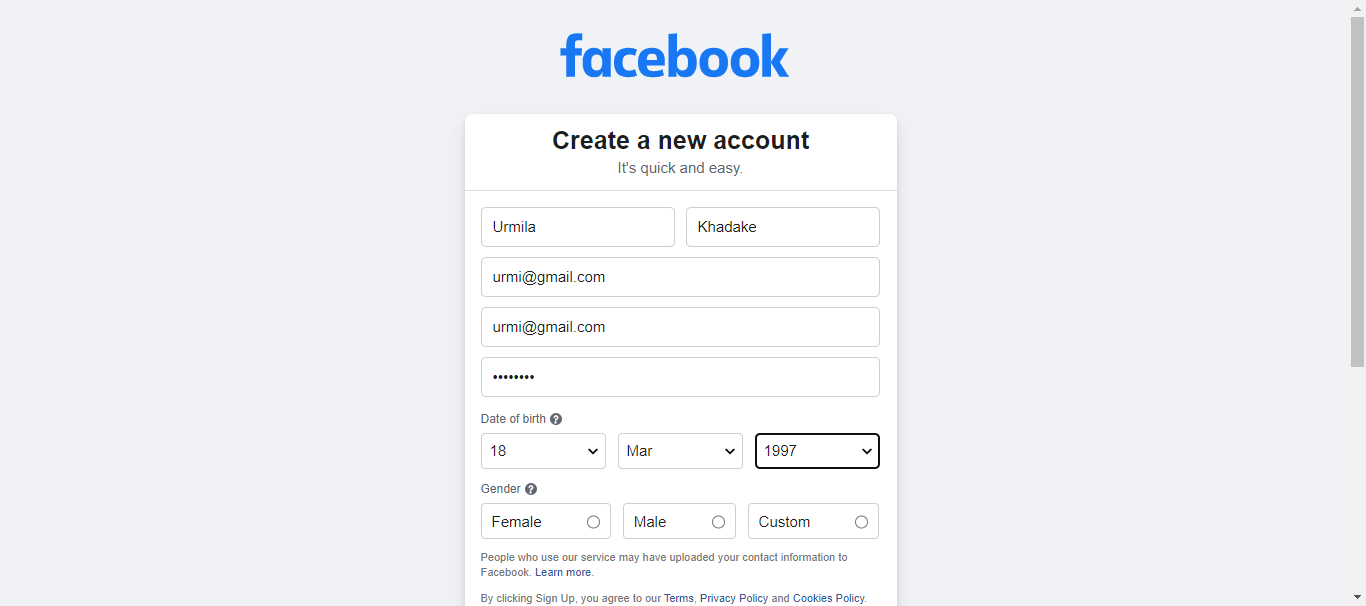 facebook
Create a new account
It's quick and easy.
Urmila Khadake
urmi@gmail.com
urmi@gmail.com
••••••••
Date of birth ?
18 Mar 1997
Gender ?
Female Male Custom
People who use our service may have uploaded your contact information to
Facebook. Learn more.
By clicking Sign Up, you agree to our Terms, Privacy Policy and Cookies Policy.